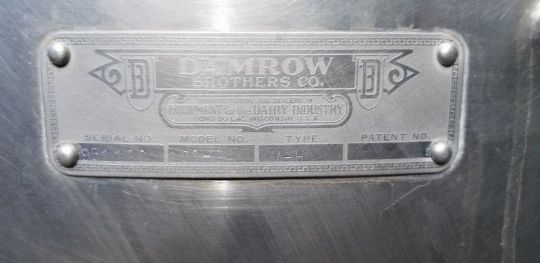 DAMROW
BROTHERS CO.
MANUFACTURERS AND DEALERS IN
EQUIPMENT for the DAIRY INDUSTRY
FOND DU LAC, WISCONSIN, U.S.A.
SERIAL NO. MODEL NO. TYPE PATENT NO.